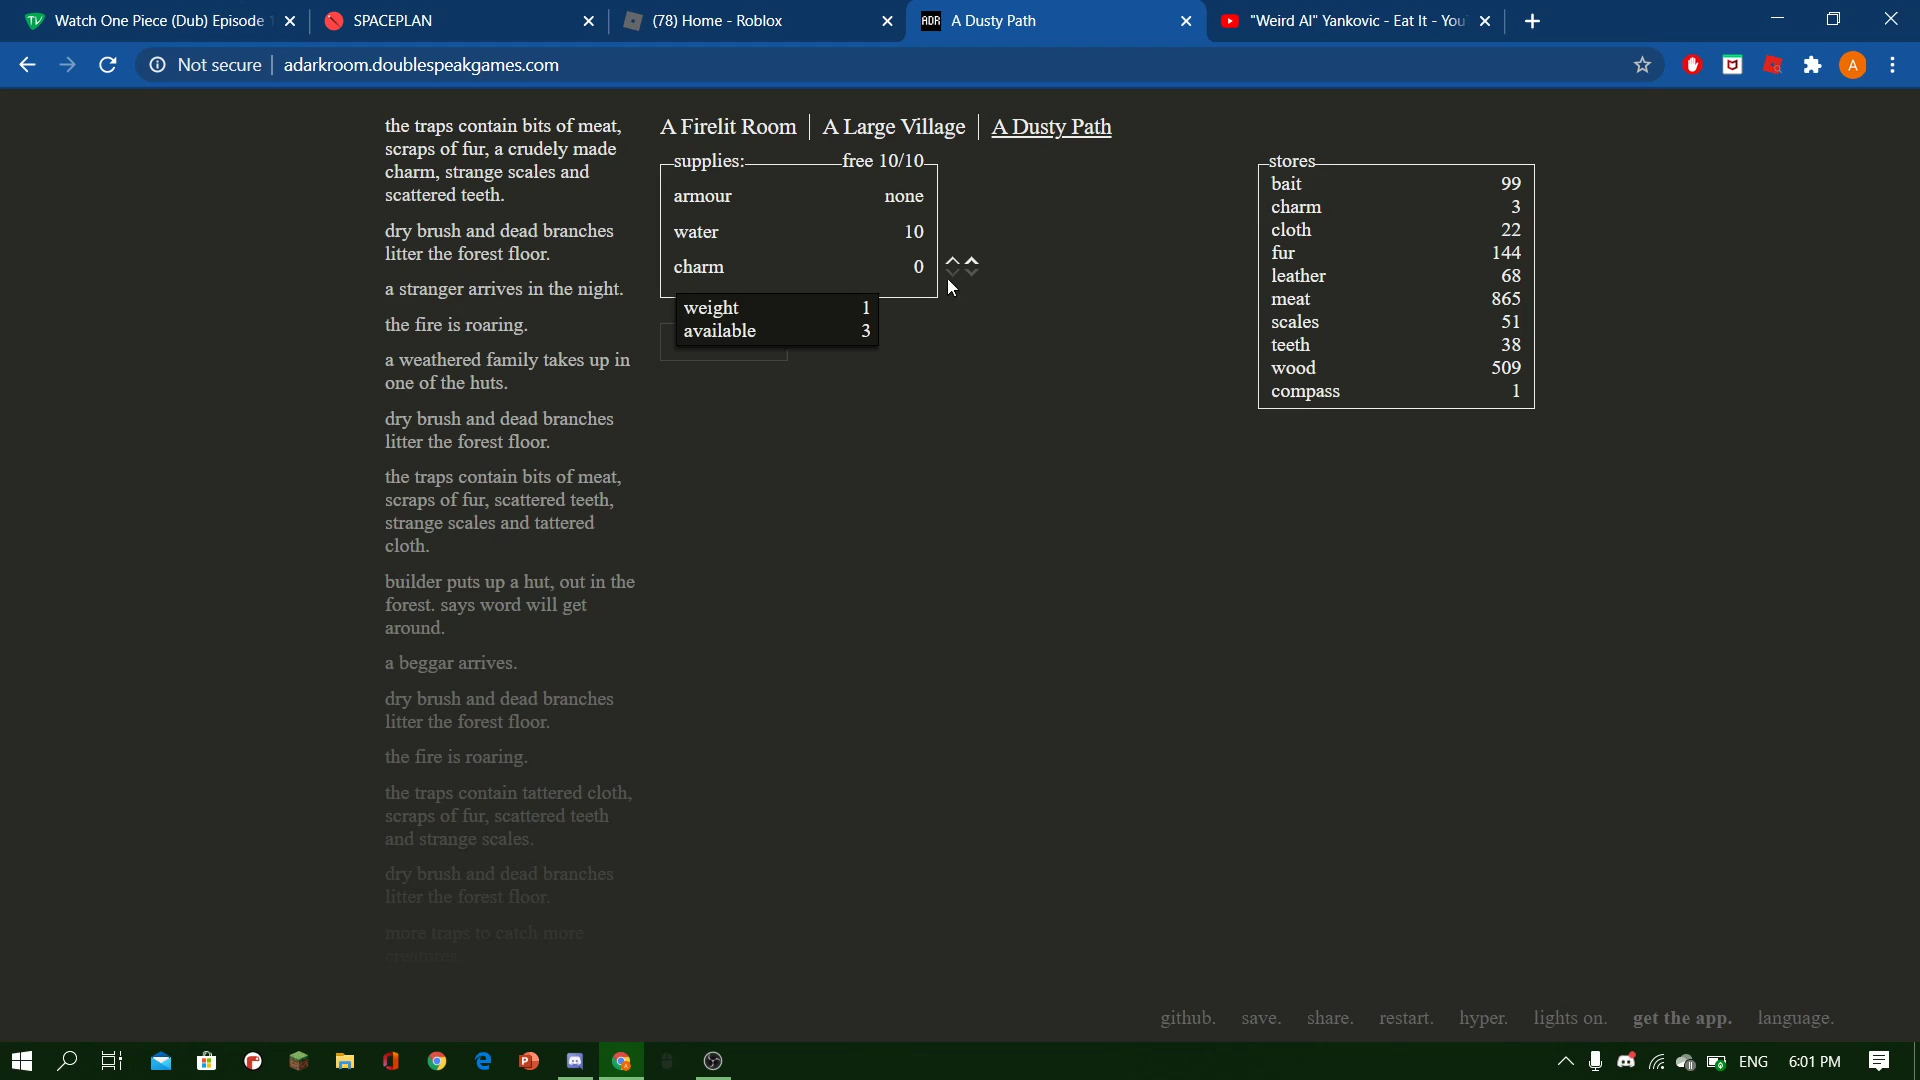 Watch One Piece (Dub) Episode
SPACEPLAN
(78) Home - Roblox
ADR
A Dusty Path
"Weird Al" Yankovic - Eat It - You
Not secure
adarkroom.doublespeakgames.com
A
the traps contain bits of meat,
scraps of fur, a crudely made
charm, strange scales and
scattered teeth.
dry brush and dead branches
litter the forest floor.
a stranger arrives in the night.
the fire is roaring.
a weathered family takes up in
one of the huts.
dry brush and dead branches
litter the forest floor.
the traps contain bits of meat,
scraps of fur, scattered teeth,
strange scales and tattered
cloth.
builder puts up a hut, out in the
forest. says word will get
around.
a beggar arrives.
dry brush and dead branches
litter the forest floor.
the fire is roaring.
the traps contain tattered cloth,
scraps of fur, scattered teeth
and strange scales.
dry brush and dead branches
litter the forest floor.
more traps to catch more
creatures.
A Firelit Room
A Large Village
A Dusty Path
supplies: free 10/10
armour none
water 10
charm 0
weight 1
available 3
stores
bait 99
charm 3
cloth 22
fur 144
leather 68
meat 865
scales 51
teeth 38
wood 509
compass 1
github. save. share. restart. hyper. lights on. get the app. language.
ENG
6:01 PM